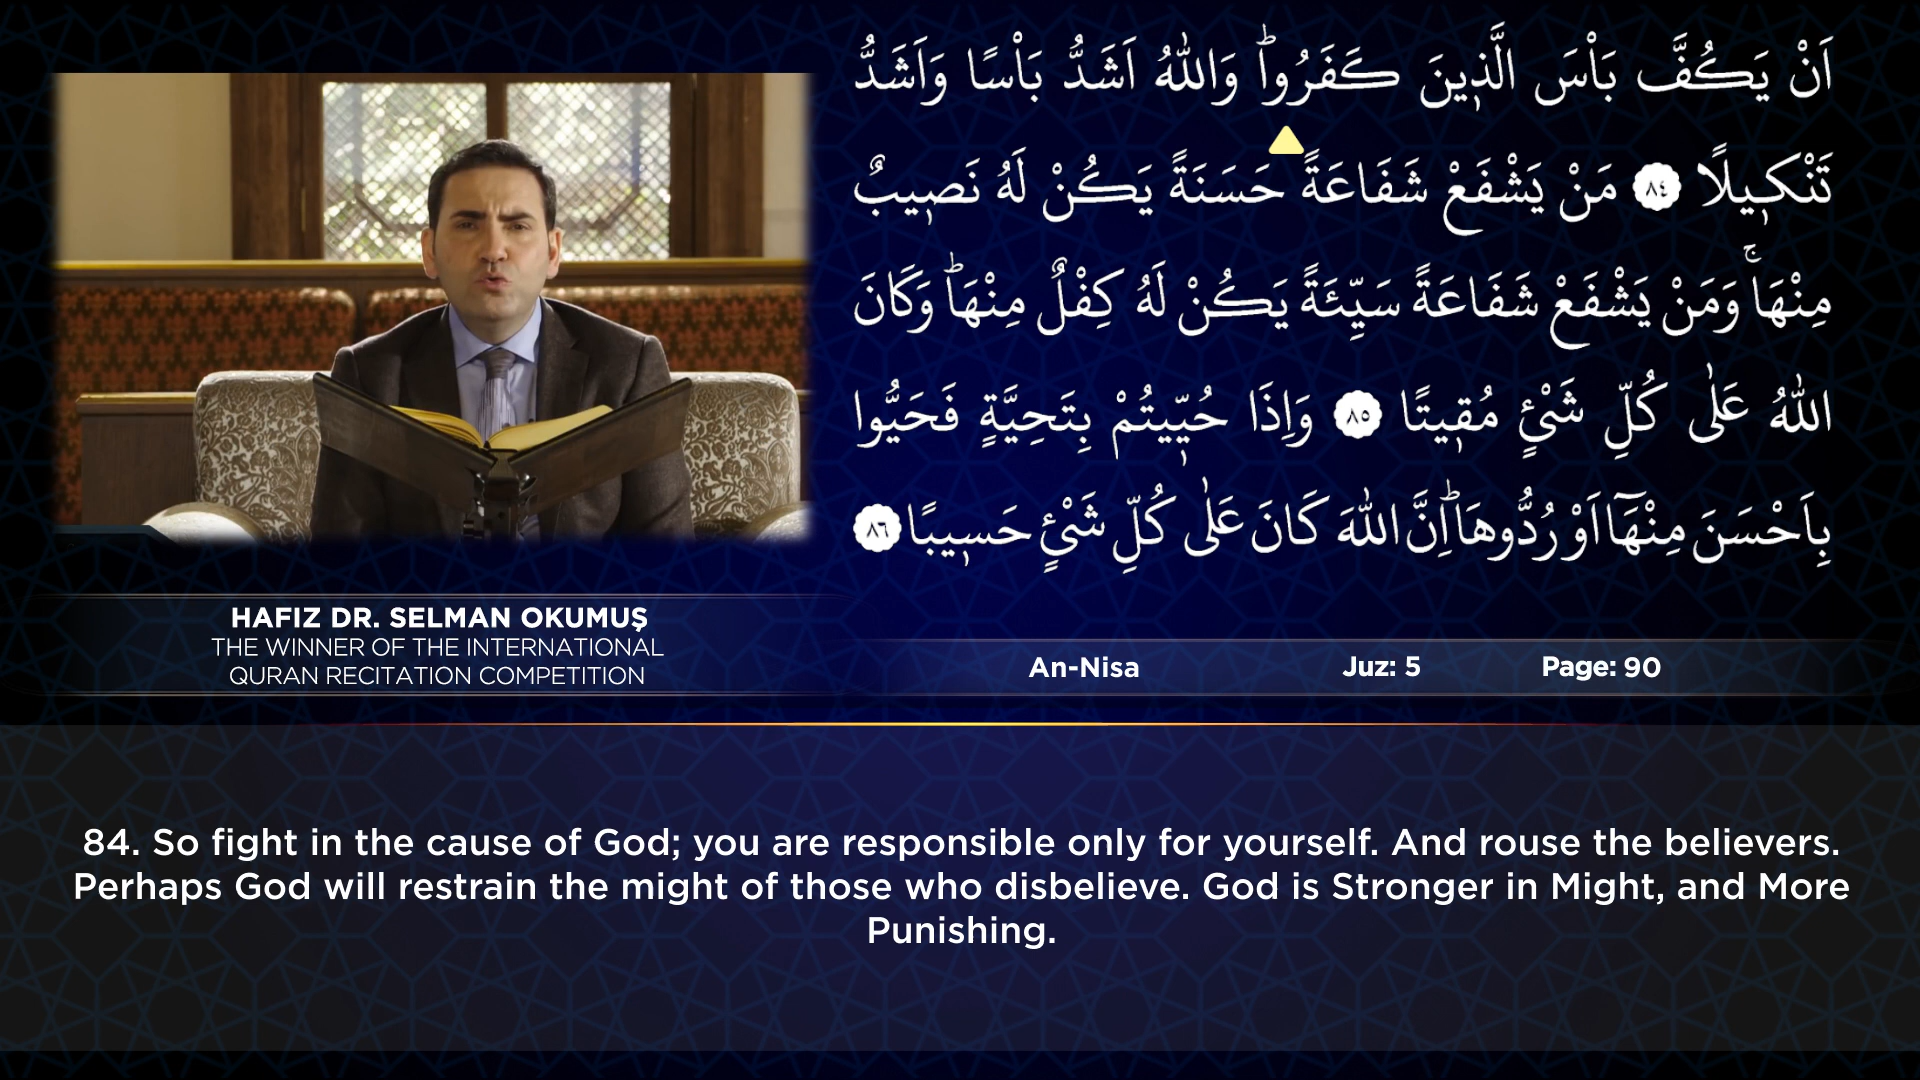 اَنْ يَكُفَّ بَاْسَ الَّذ۪ينَ كَفَرُواۜ وَاللّٰهُ اَشَدُّ بَاْسًا وَاَشَدُّ
تَنْك۪يلًا ﴿٨٤﴾ مَنْ يَشْفَعْ شَفَاعَةً حَسَنَةً يَكُنْ لَهُ نَص۪يبٌ
مِنْهَاۚ وَمَنْ يَشْفَعْ شَفَاعَةً سَيِّئَةً يَكُنْ لَهُ كِفْلٌ مِنْهَاۜ وَكَانَ
اللّٰهُ عَلٰى كُلِّ شَيْءٍ مُق۪يتًا ﴿٨٥﴾ وَاِذَا حُيّ۪يتُمْ بِتَحِيَّةٍ فَحَيُّوا
بِاَحْسَنَ مِنْهَٓا اَوْ رُدُّوهَاۜ اِنَّ اللّٰهَ كَانَ عَلٰى كُلِّ شَيْءٍ حَس۪يبًا ﴿٨٦﴾
HAFIZ DR. SELMAN OKUMUŞ
THE WINNER OF THE INTERNATIONAL
QURAN RECITATION COMPETITION
An-Nisa Juz: 5 Page: 90
84. So fight in the cause of God; you are responsible only for yourself. And rouse the believers.
Perhaps God will restrain the might of those who disbelieve. God is Stronger in Might, and More
Punishing.